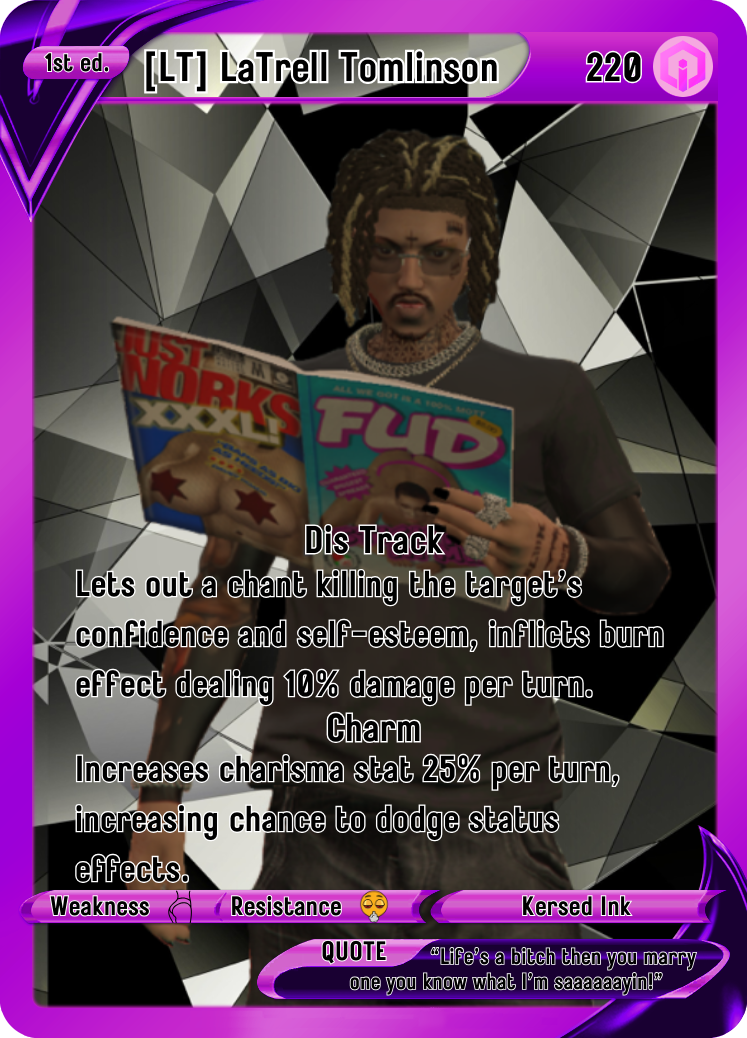 1st ed.
[LT] LaTrell Tomlinson
220
JUST
NORKS
XXXL!
ALL WE GOT IS A 100% MOST
FUD
Dis Track
Lets out a chant killing the target's
confidence and self-esteem, inflicts burn
effect dealing 10% damage per turn.
Charm
Increases charisma stat 25% per turn,
increasing chance to dodge status
effects.
Weakness
Resistance
Kersed Ink
QUOTE
“Life's a bitch then you marry
one you know what I'm saaaaaayin!”